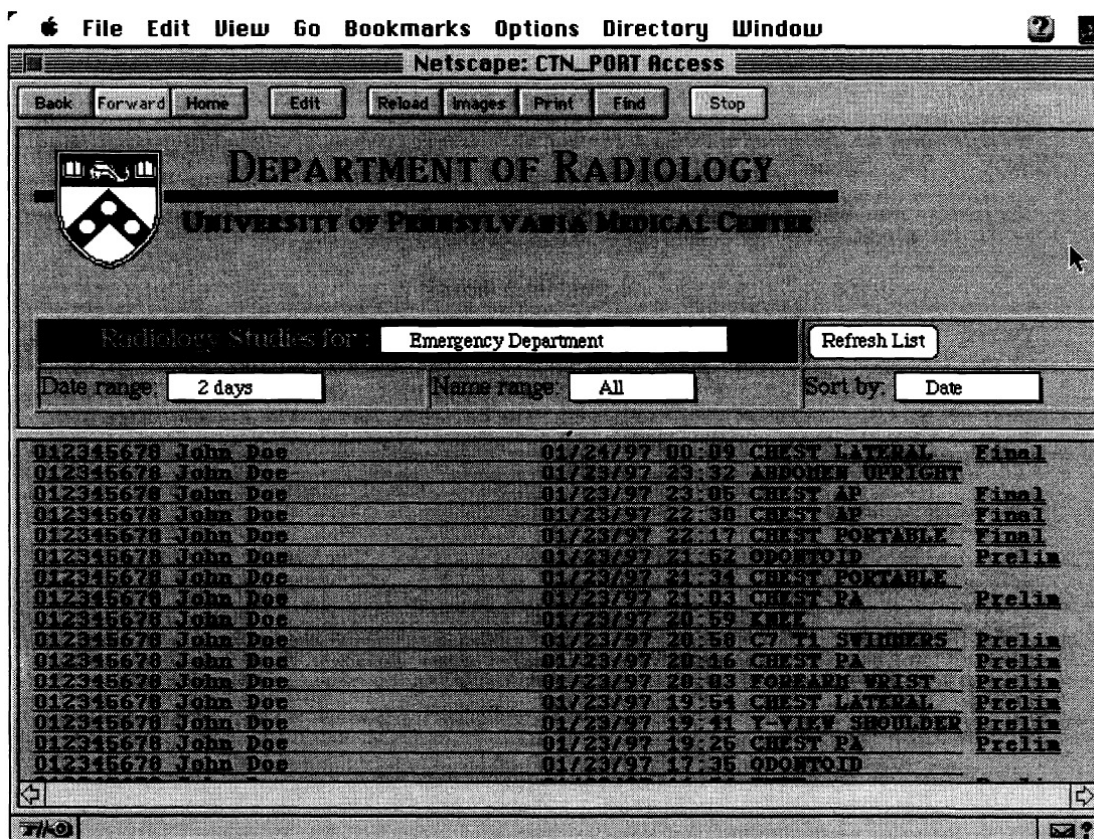 File Edit View Go Bookmarks Options Directory Window ?
Netscape: CTN_PORT Access
Back Forward Home Edit Reload Images Print Find Stop
DEPARTMENT OF RADIOLOGY
UNIVERSITY OF PENNSYLVANIA MEDICAL CENTER
Radiology Studies for : Emergency Department Refresh List
Date range: 2 days Name range: All Sort by: Date
012345678 John Doe 01/24/97 00:09 CHEST LATERAL Final
012345678 John Doe 01/23/97 23:32 ABDOMEN UPRIGHT
012345678 John Doe 01/23/97 23:05 CHEST AP Final
012345678 John Doe 01/23/97 22:30 CHEST AP Final
012345678 John Doe 01/23/97 22:17 CHEST PORTABLE Final
012345678 John Doe 01/23/97 21:52 ODONTOID Prelim
012345678 John Doe 01/23/97 21:34 CHEST PORTABLE
012345678 John Doe 01/23/97 21:03 CHEST PA Prelim
012345678 John Doe 01/23/97 20:59 KNEE
012345678 John Doe 01/23/97 20:58 C7 T1 SWIMMERS Prelim
012345678 John Doe 01/23/97 20:16 CHEST PA Prelim
012345678 John Doe 01/23/97 20:03 FOREARM WRIST Prelim
012345678 John Doe 01/23/97 19:54 CHEST LATERAL Prelim
012345678 John Doe 01/23/97 19:41 Y-VIEW SHOULDER Prelim
012345678 John Doe 01/23/97 19:26 CHEST PA Prelim
012345678 John Doe 01/23/97 17:35 ODONTOID